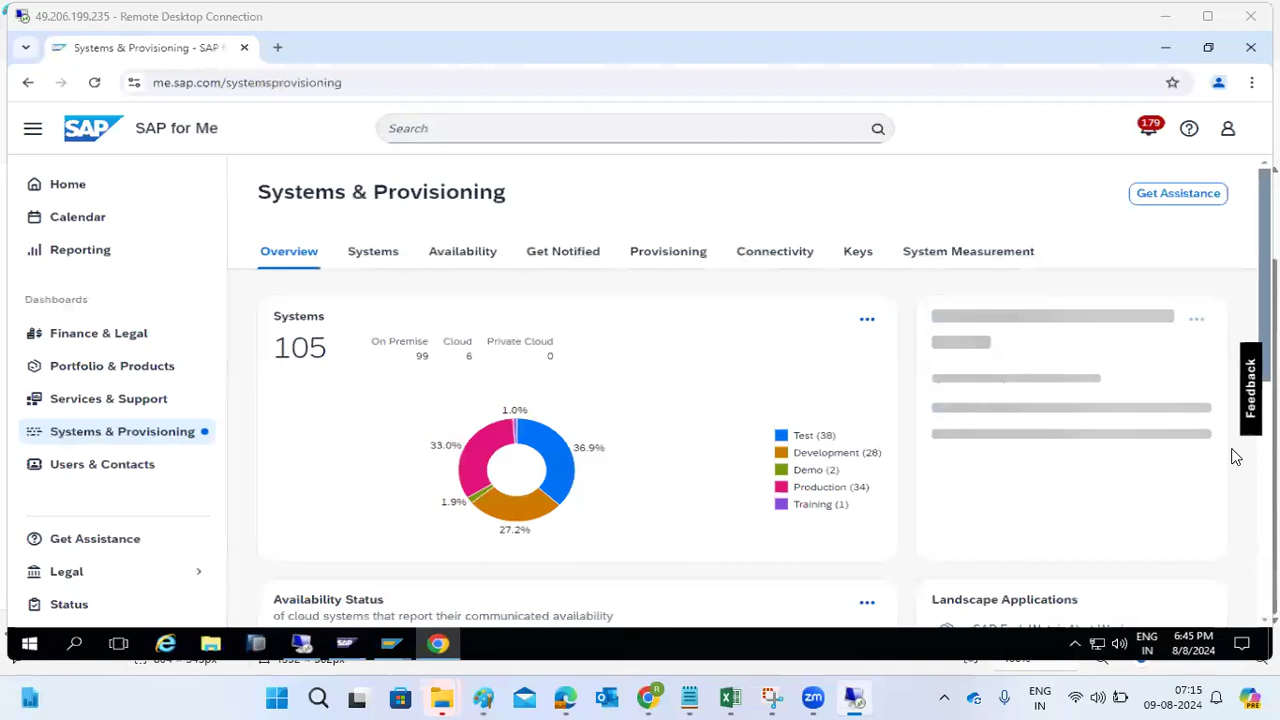 49.206.199.235 - Remote Desktop Connection
Systems & Provisioning - SAP
me.sap.com/systemsprovisioning
SAP
SAP for Me
Search
179
Home
Calendar
Reporting
Dashboards
Finance & Legal
Portfolio & Products
Services & Support
Systems & Provisioning
Users & Contacts
Get Assistance
Legal
Status
Systems & Provisioning
Get Assistance
Overview Systems Availability Get Notified Provisioning Connectivity Keys System Measurement
Systems
105
On Premise Cloud Private Cloud
99 6 0
1.0%
33.0%
36.9%
1.9%
27.2%
Test (38)
Development (28)
Demo (2)
Production (34)
Training (1)
Feedback
Availability Status
of cloud systems that report their communicated availability
Landscape Applications
ENG
IN
6:45 PM
8/8/2024
ENG
IN
07:15
09-08-2024